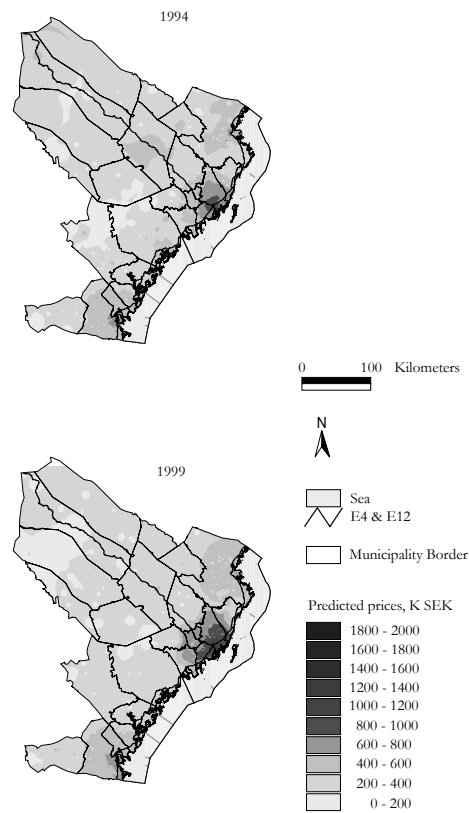 1994
0 100 Kilometers
N
1999
Sea
E4 & E12
Municipality Border
Predicted prices, K SEK
1800 - 2000
1600 - 1800
1400 - 1600
1200 - 1400
1000 - 1200
800 - 1000
600 - 800
400 - 600
200 - 400
0 - 200